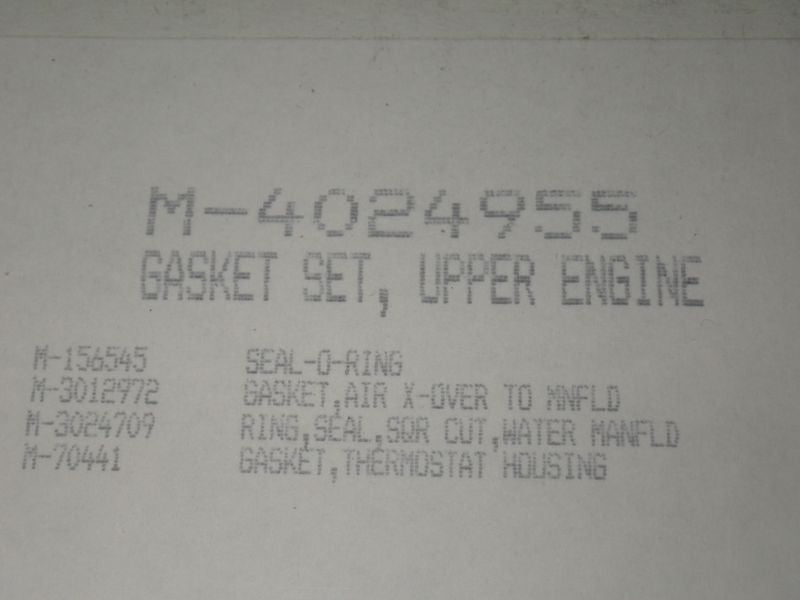 M-4024955
GASKET SET, UPPER ENGINE
M-156545 SEAL-O-RING
M-3012972 GASKET,AIR X-OVER TO MNFLD
M-3024709 RING,SEAL,SQR CUT,WATER MANFLD
M-70441 GASKET,THERMOSTAT HOUSING